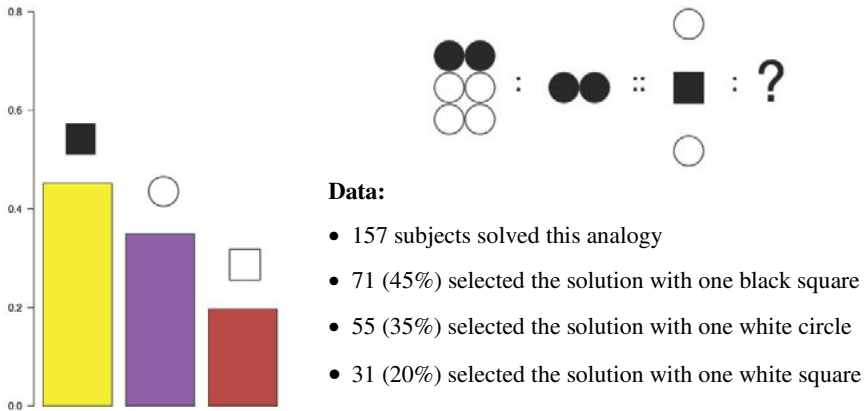 0.8
0.6
0.4
0.2
0.0
: :: : ?
Data:
• 157 subjects solved this analogy
• 71 (45%) selected the solution with one black square
• 55 (35%) selected the solution with one white circle
• 31 (20%) selected the solution with one white square